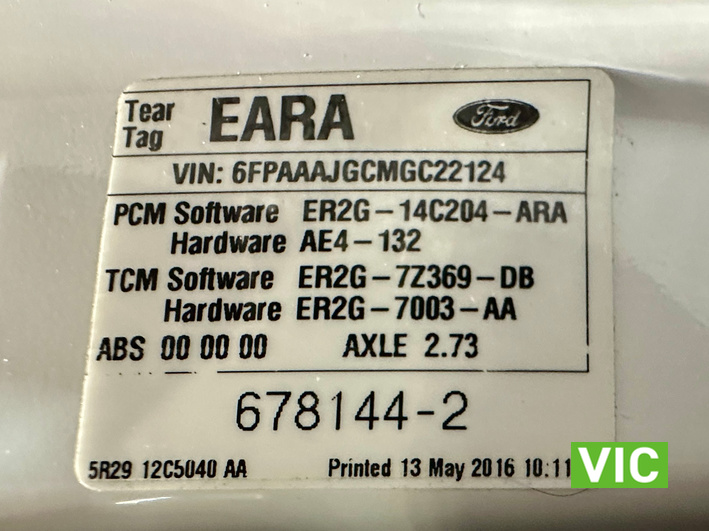 Tear Tag EARA Ford
VIN: 6FPAAAJGCMGC22124
PCM Software ER2G-14C204-ARA
Hardware AE4-132
TCM Software ER2G-7Z369-DB
Hardware ER2G-7003-AA
ABS 00 00 00 AXLE 2.73
678144-2
5R29 12C5040 AA Printed 13 May 2016 10:11
VIC